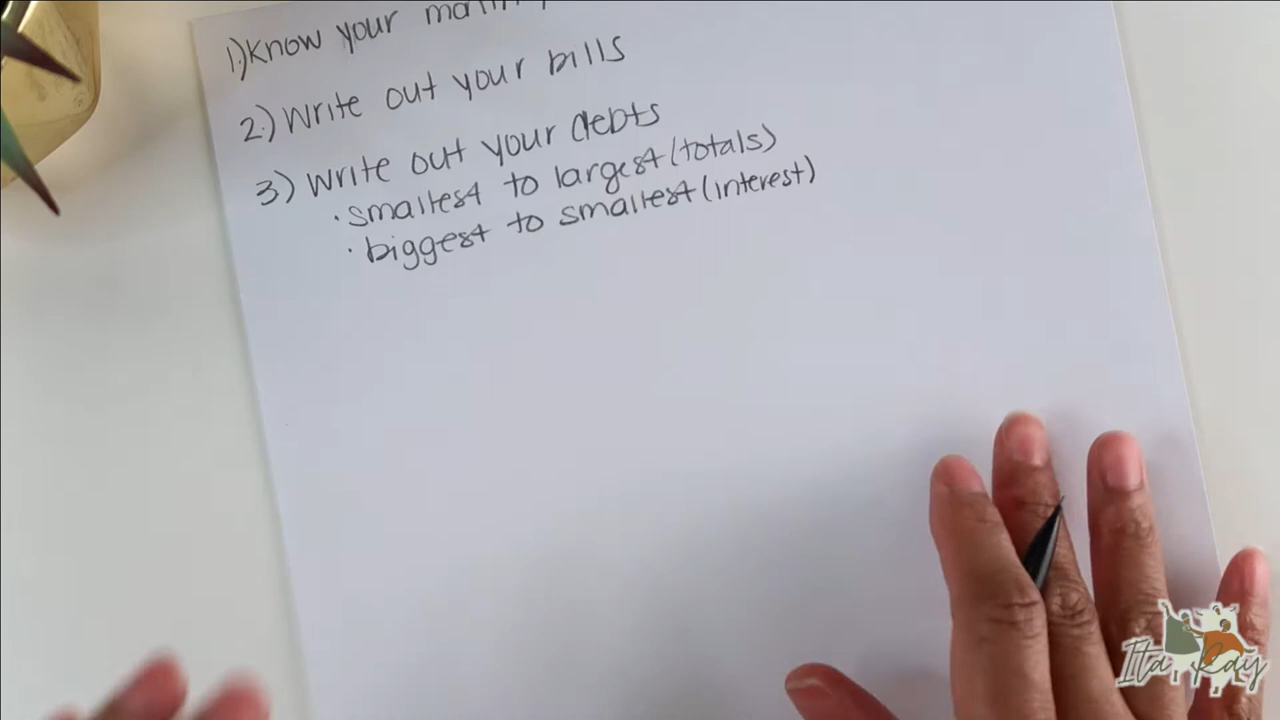 1.) Know your
2.) Write out your bills
3.) Write out your debts
· smallest to largest (totals)
· biggest to smallest (interest)
Ita Ray